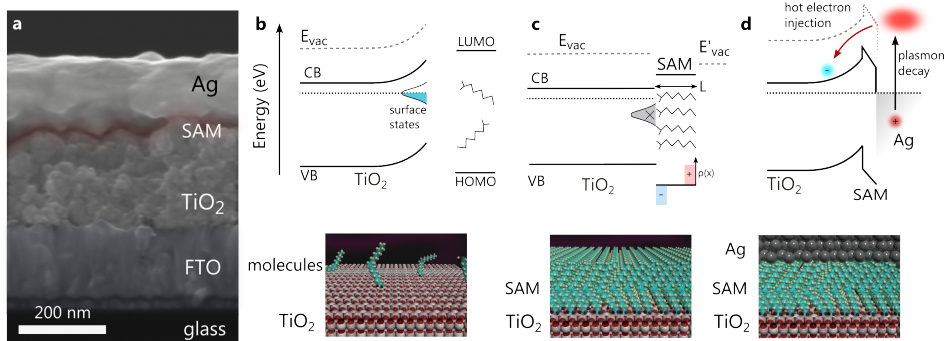 a
Ag
SAM
TiO2
FTO
200 nm
glass
b
Energy (eV)
Evac
CB
surface
states
VB
TiO2
LUMO
HOMO
molecules
TiO2
c
Evac
SAM
E'vac
CB
L
VB
TiO2
+
-
ρ(x)
SAM
TiO2
d
hot electron
injection
-
plasmon
decay
+
Ag
TiO2
SAM
Ag
SAM
TiO2